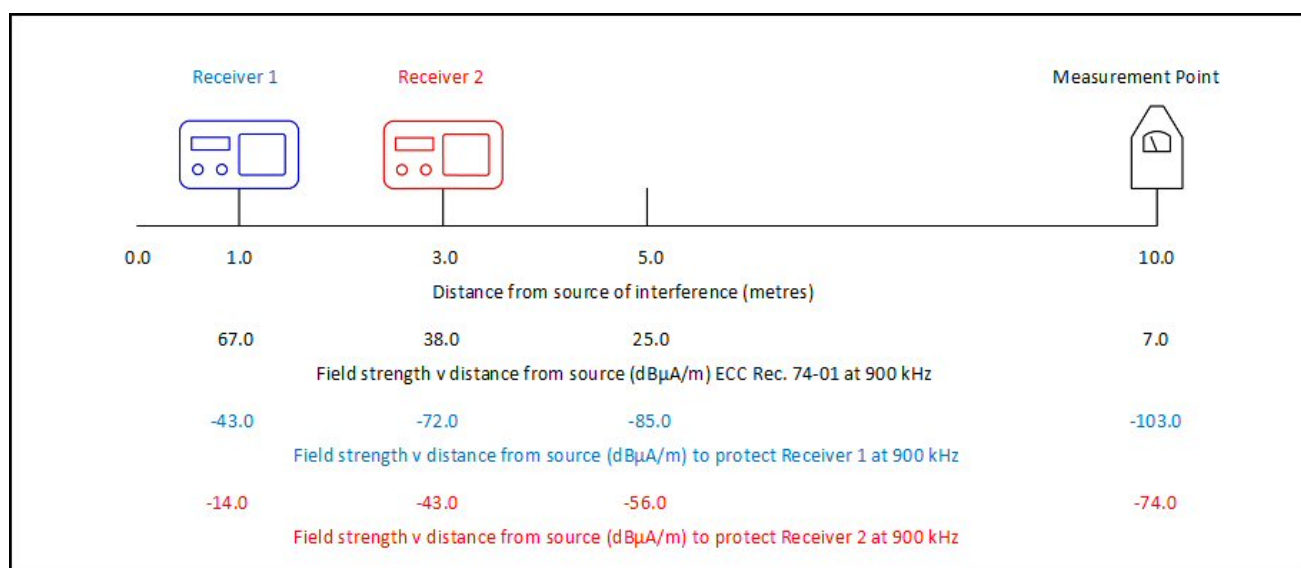 Receiver 1 Receiver 2 Measurement Point
0.0 1.0 3.0 5.0 10.0
Distance from source of interference (metres)
67.0 38.0 25.0 7.0
Field strength v distance from source (dBµA/m) ECC Rec. 74-01 at 900 kHz
-43.0 -72.0 -85.0 -103.0
Field strength v distance from source (dBµA/m) to protect Receiver 1 at 900 kHz
-14.0 -43.0 -56.0 -74.0
Field strength v distance from source (dBµA/m) to protect Receiver 2 at 900 kHz